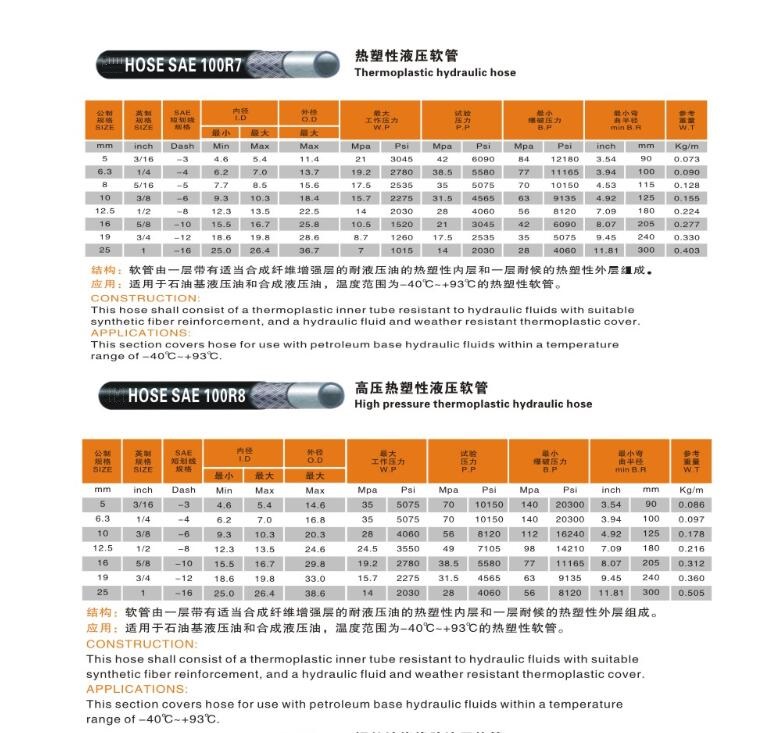 HOSE SAE 100R7
热塑性液压软管
Thermoplastic hydraulic hose
公制规格 SIZE 英制规格 SIZE SAE 短划线规格 内径 I.D 外径 O.D 最大工作压力 W.P 试验压力 P.P 最小爆破压力 B.P 最小弯曲半径 min B.R 参考重量 W.T
最小 最大 最大
mm inch Dash Min Max Max Mpa Psi Mpa Psi Mpa Psi inch mm Kg/m
5 3/16 −3 4.6 5.4 11.4 21 3045 42 6090 84 12180 3.54 90 0.073
6.3 1/4 −4 6.2 7.0 13.7 19.2 2780 38.5 5580 77 11165 3.94 100 0.090
8 5/16 −5 7.7 8.5 15.6 17.5 2535 35 5075 70 10150 4.53 115 0.128
10 3/8 −6 9.3 10.3 18.4 15.7 2275 31.5 4565 63 9135 4.92 125 0.155
12.5 1/2 −8 12.3 13.5 22.5 14 2030 28 4060 56 8120 7.09 180 0.224
16 5/8 −10 15.5 16.7 25.8 10.5 1520 21 3045 42 6090 8.07 205 0.277
19 3/4 −12 18.6 19.8 28.6 8.7 1260 17.5 2535 35 5075 9.45 240 0.330
25 1 −16 25.0 26.4 36.7 7 1015 14 2030 28 4060 11.81 300 0.403
结构：软管由一层带有适当合成纤维增强层的耐液压油的热塑性内层和一层耐候的热塑性外层组成。
应用：适用于石油基液压油和合成液压油，温度范围为−40℃~+93℃的热塑性软管。
CONSTRUCTION:
This hose shall consist of a thermoplastic inner tube resistant to hydraulic fluids with suitable
synthetic fiber reinforcement, and a hydraulic fluid and weather resistant thermoplastic cover.
APPLICATIONS:
This section covers hose for use with petroleum base hydraulic fluids within a temperature
range of −40℃~+93℃.
HOSE SAE 100R8
高压热塑性液压软管
High pressure thermoplastic hydraulic hose
公制规格 SIZE 英制规格 SIZE SAE 短划线规格 内径 I.D 外径 O.D 最大工作压力 W.P 试验压力 P.P 最小爆破压力 B.P 最小弯曲半径 min B.R 参考重量 W.T
最小 最大 最大
mm inch Dash Min Max Max Mpa Psi Mpa Psi Mpa Psi inch mm Kg/m
5 3/16 −3 4.6 5.4 14.6 35 5075 70 10150 140 20300 3.54 90 0.086
6.3 1/4 −4 6.2 7.0 16.8 35 5075 70 10150 140 20300 3.94 100 0.097
10 3/8 −6 9.3 10.3 20.3 28 4060 56 8120 112 16240 4.92 125 0.178
12.5 1/2 −8 12.3 13.5 24.6 24.5 3550 49 7105 98 14210 7.09 180 0.216
16 5/8 −10 15.5 16.7 29.8 19.2 2780 38.5 5580 77 11165 8.07 205 0.312
19 3/4 −12 18.6 19.8 33.0 15.7 2275 31.5 4565 63 9135 9.45 240 0.360
25 1 −16 25.0 26.4 38.6 14 2030 28 4060 56 8120 11.81 300 0.505
结构：软管由一层带有适当合成纤维增强层的耐液压油的热塑性内层和一层耐候的热塑性外层组成。
应用：适用于石油基液压油和合成液压油，温度范围为−40℃~+93℃的热塑性软管。
CONSTRUCTION:
This hose shall consist of a thermoplastic inner tube resistant to hydraulic fluids with suitable
synthetic fiber reinforcement, and a hydraulic fluid and weather resistant thermoplastic cover.
APPLICATIONS:
This section covers hose for use with petroleum base hydraulic fluids within a temperature
range of −40℃~+93℃.